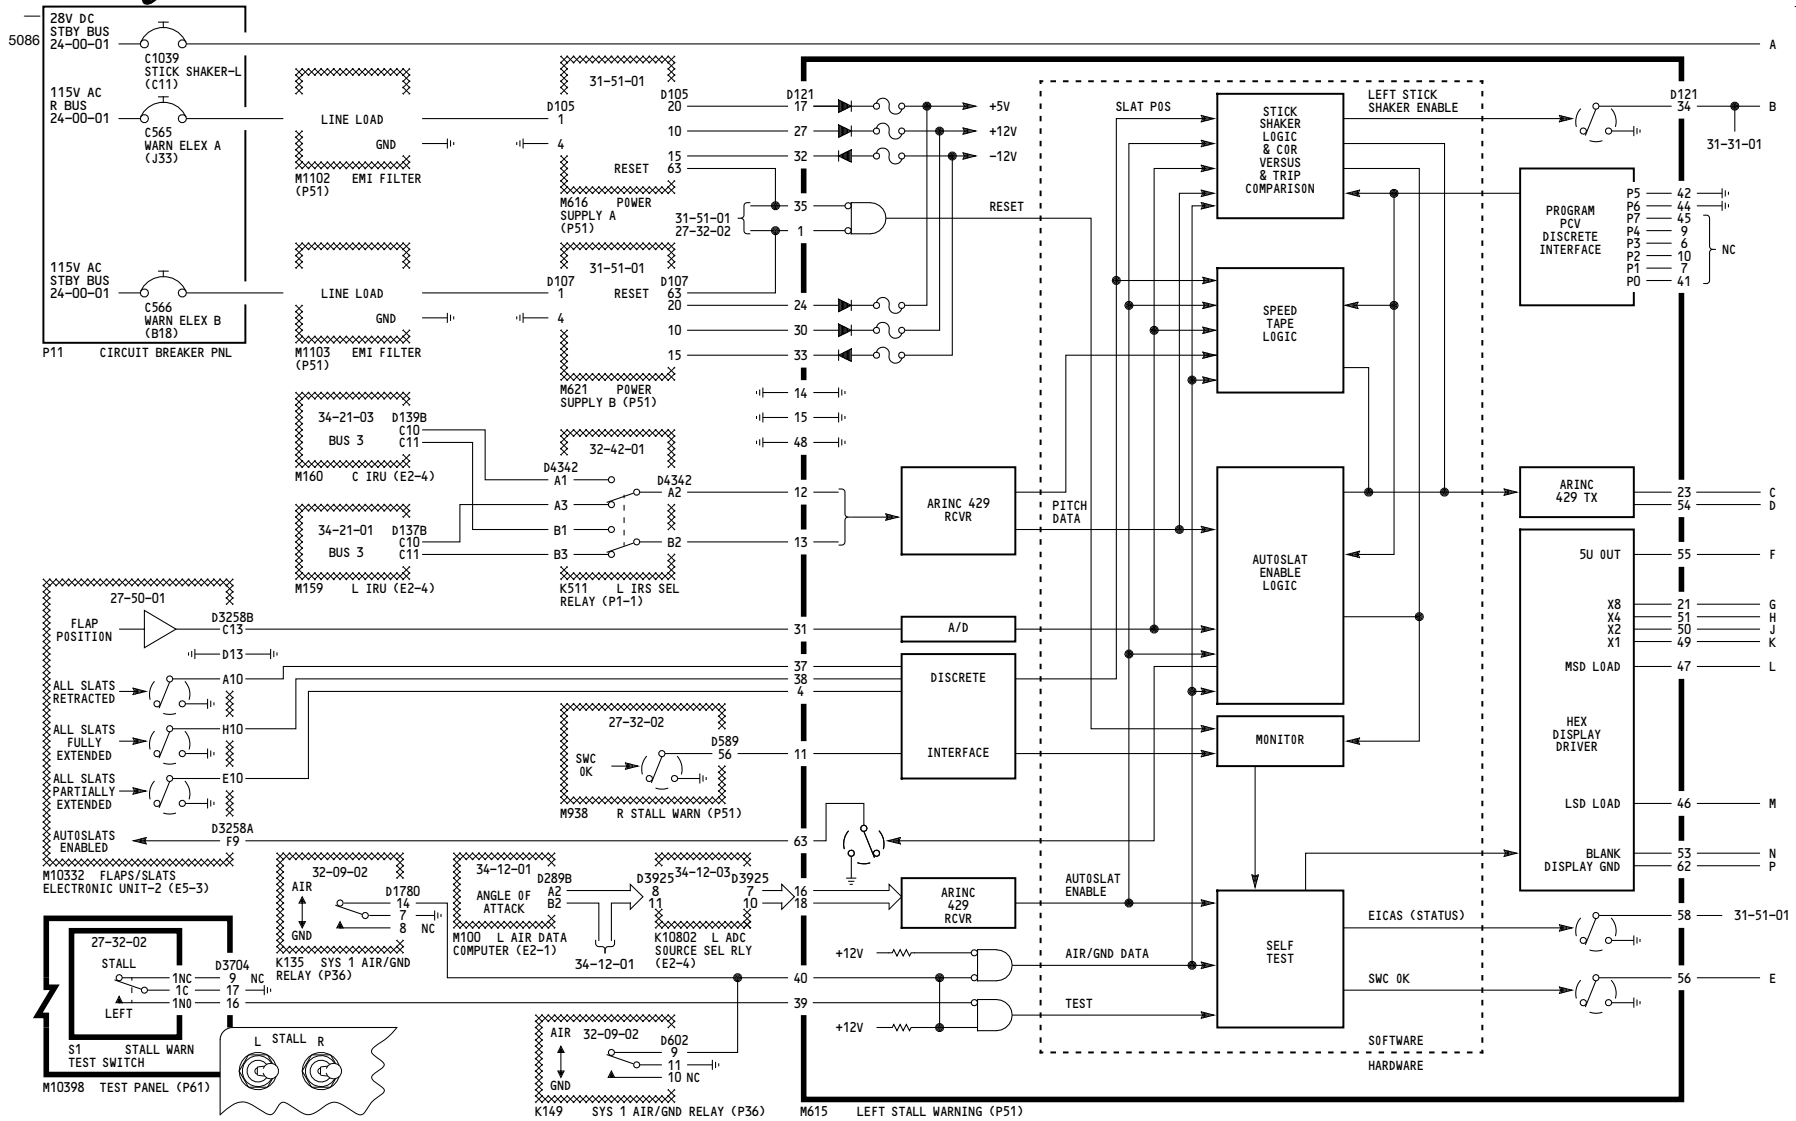 5086
28V DC
STBY BUS
24-00-01
C1039
STICK SHAKER-L
(C11)
115V AC
R BUS
24-00-01
C565
WARN ELEX A
(J33)
115V AC
STBY BUS
24-00-01
C566
WARN ELEX B
(B18)
P11 CIRCUIT BREAKER PNL
LINE LOAD
GND
M1102 EMI FILTER
(P51)
LINE LOAD
GND
M1103 EMI FILTER
(P51)
31-51-01
D105 D105
1 20
10
4 15
RESET 63
M616 POWER
SUPPLY A
(P51)
31-51-01
27-32-02
31-51-01
D107 D107
1 RESET 63
20
4 10
15
M621 POWER
SUPPLY B (P51)
D121
17 +5V
27 +12V
32 -12V
35
1
RESET
24
30
33
14
15
48
34-21-03 D139B
C10
BUS 3 C11
M160 C IRU (E2-4)
34-21-01 D137B
C10
BUS 3 C11
M159 L IRU (E2-4)
32-42-01
D4342
A1 D4342
A2
A3
B1
B2
B3
K511 L IRS SEL
RELAY (P1-1)
12
13
ARINC 429
RCVR
PITCH
DATA
27-50-01
FLAP
POSITION
D3258B
C13
D13
ALL SLATS
RETRACTED
A10
ALL SLATS
FULLY
EXTENDED
H10
ALL SLATS
PARTIALLY
EXTENDED
E10
AUTOSLATS
ENABLED
D3258A
F9
M10332 FLAPS/SLATS
ELECTRONIC UNIT-2 (E5-3)
31
A/D
37
38
4
DISCRETE
INTERFACE
27-32-02
SWC
OK
D589
56
M938 R STALL WARN (P51)
11
63
32-09-02
AIR
GND
D1780
14
7
8 NC
K135 SYS 1 AIR/GND
RELAY (P36)
34-12-01
ANGLE OF
ATTACK
D289B
A2
B2
M100 L AIR DATA
COMPUTER (E2-1)
34-12-01
D3925 34-12-03 D3925
8 7
11 10
K10802 L ADC
SOURCE SEL RLY
(E2-4)
16
18
ARINC
429
RCVR
AUTOSLAT
ENABLE
+12V
40
AIR/GND DATA
39
+12V
TEST
27-32-02
STALL
LEFT
1NC
1C
1NO
D3704
9 NC
17
16
S1 STALL WARN
TEST SWITCH
M10398 TEST PANEL (P61)
L STALL R
AIR
GND
32-09-02
D602
9
11
10 NC
K149 SYS 1 AIR/GND RELAY (P36)
M615 LEFT STALL WARNING (P51)
SLAT POS
STICK
SHAKER
LOGIC
& COR
VERSUS
& TRIP
COMPARISON
LEFT STICK
SHAKER ENABLE
SPEED
TAPE
LOGIC
AUTOSLAT
ENABLE
LOGIC
MONITOR
SELF
TEST
EICAS (STATUS)
SWC OK
SOFTWARE
HARDWARE
PROGRAM
PCV
DISCRETE
INTERFACE
P5 42
P6 44
P7 45
P4 9
P3 6
P2 10
P1 7
P0 41
NC
D121
34
31-31-01
ARINC
429 TX
23 C
54 D
HEX
DISPLAY
DRIVER
5U OUT 55 F
X8 21 G
X4 51 H
X2 50 J
X1 49 K
MSD LOAD 47 L
LSD LOAD 46 M
BLANK 53 N
DISPLAY GND 62 P
58 31-51-01
56 E
A
B